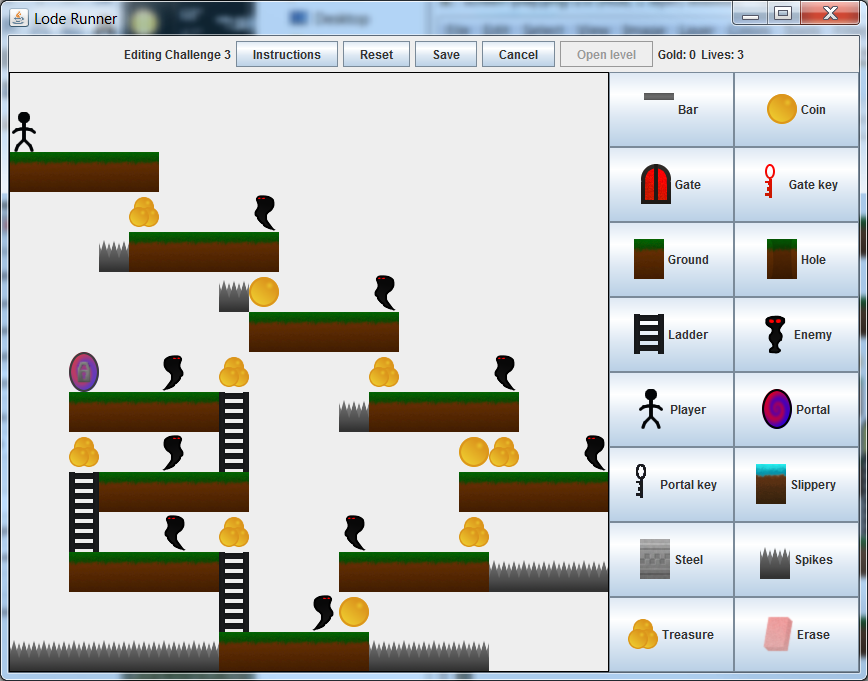 Lode Runner
Desktop
Editing Challenge 3 Instructions Reset Save Cancel Open level Gold: 0 Lives: 3
Bar Coin
Gate Gate key
Ground Hole
Ladder Enemy
Player Portal
Portal key Slippery
Steel Spikes
Treasure Erase